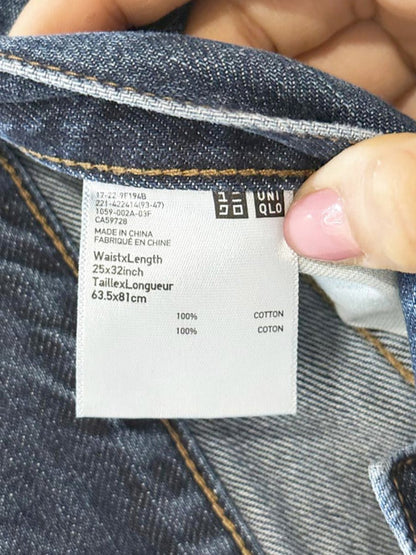 17-22-9F194B
221-422414(93-47)
1059-002A-03F
CA59728
UNI
QLO
MADE IN CHINA
FABRIQUÉ EN CHINE
WaistxLength
25x32inch
TaillexLongueur
63.5x81cm
100% COTTON
100% COTON